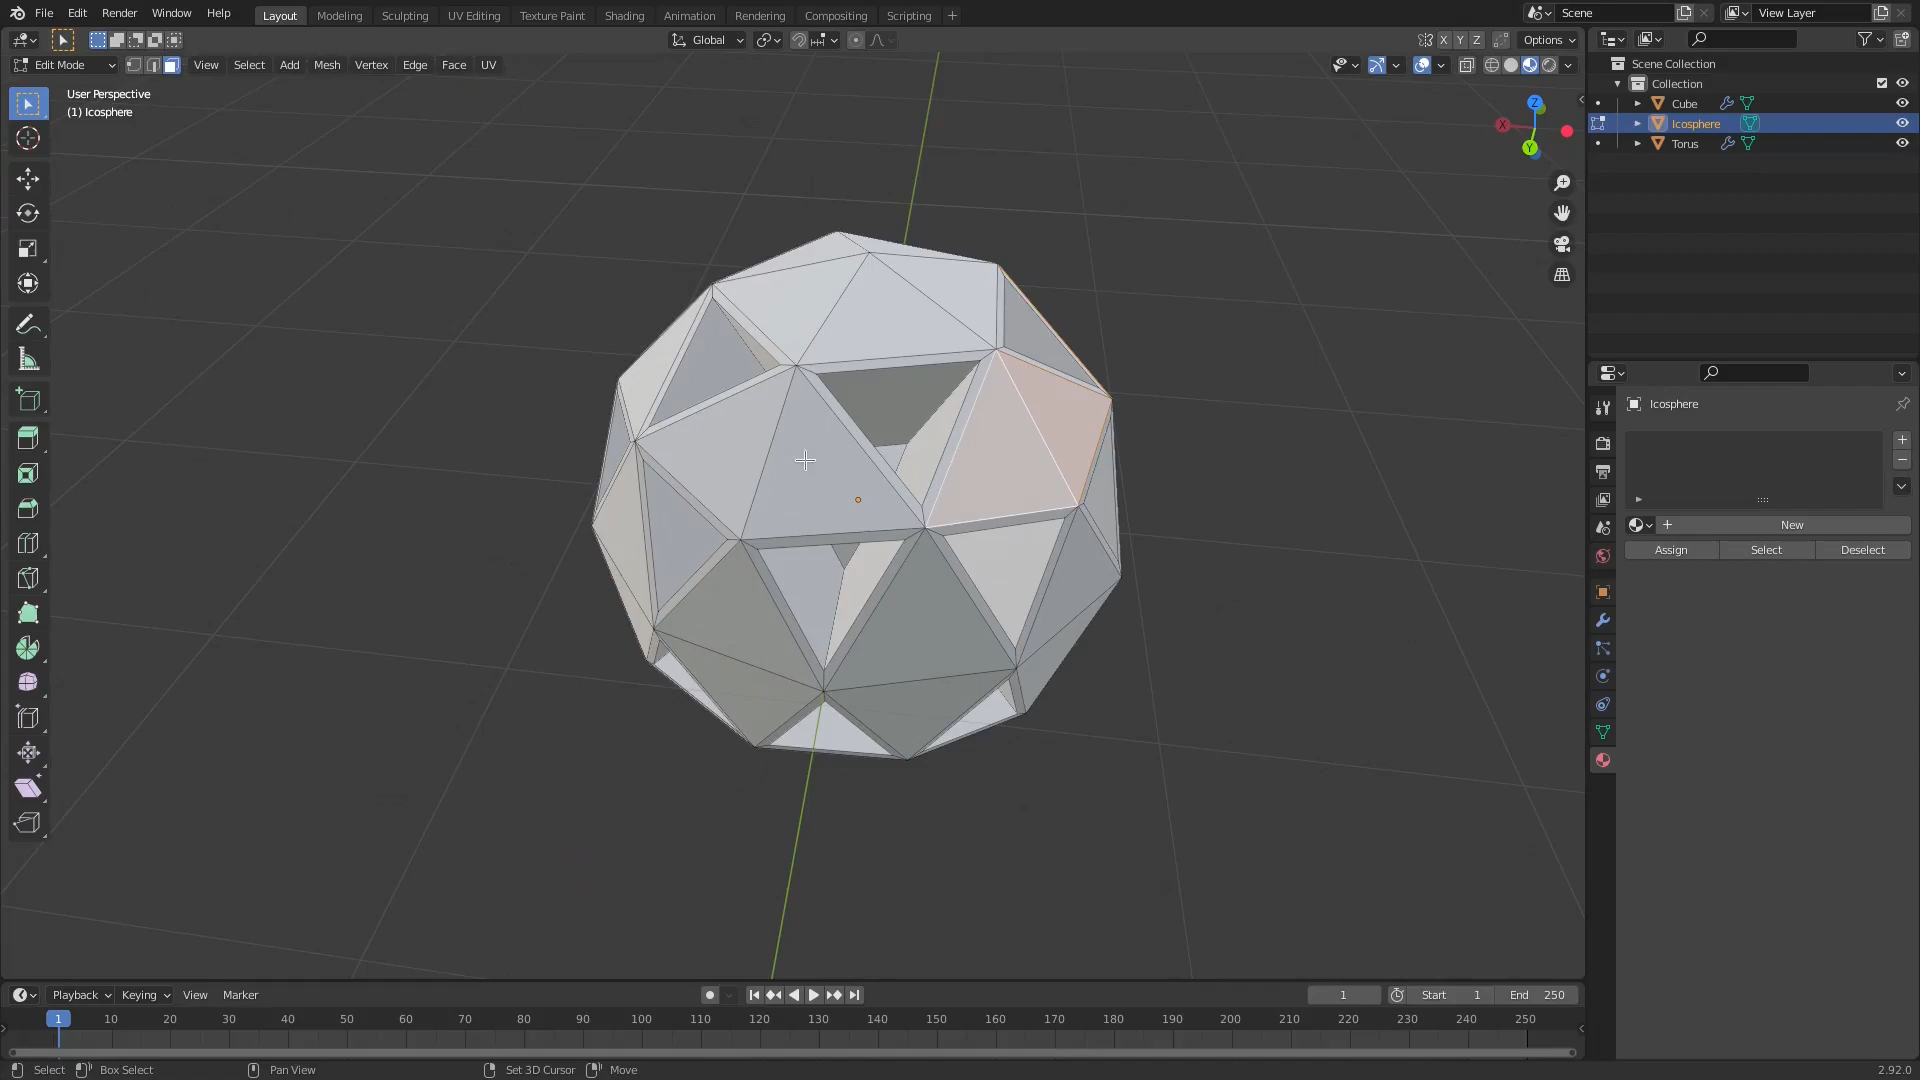 File Edit Render Window Help Layout Modeling Sculpting UV Editing Texture Paint Shading Animation Rendering Compositing Scripting + Scene View Layer
Global X Y Z Options
Edit Mode View Select Add Mesh Vertex Edge Face UV
User Perspective
(1) Icosphere
Z
X
Y
Scene Collection
Collection
Cube
Icosphere
Torus
Icosphere
+ New
Assign Select Deselect
Playback Keying View Marker 1 Start 1 End 250
1 10 20 30 40 50 60 70 80 90 100 110 120 130 140 150 160 170 180 190 200 210 220 230 240 250
Select Box Select Pan View Set 3D Cursor Move 2.92.0